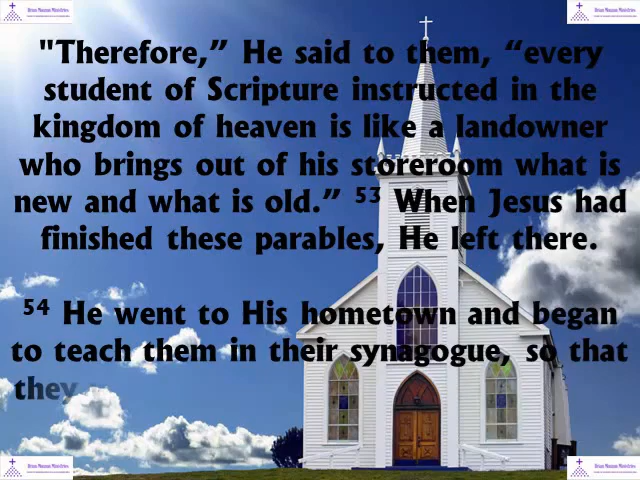 "Therefore,” He said to them, “every
student of Scripture instructed in the
kingdom of heaven is like a landowner
who brings out of his storeroom what is
new and what is old.” 53 When Jesus had
finished these parables, He left there.
54 He went to His hometown and began
to teach them in their synagogue, so that
they